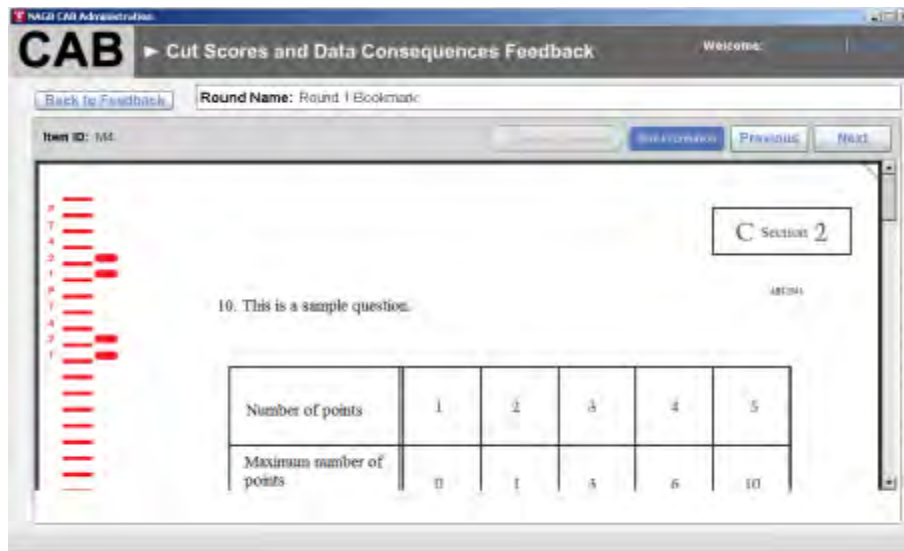 NAGB CAB Administration
CAB ► Cut Scores and Data Consequences Feedback Welcome:
Back to Feedback Round Name: Round 1 Bookmark
Item ID: M4 Previous Next
C Section 2
10. This is a sample question.
Number of points 1 2 3 4 5
Maximum number of
points 0 1 3 6 10